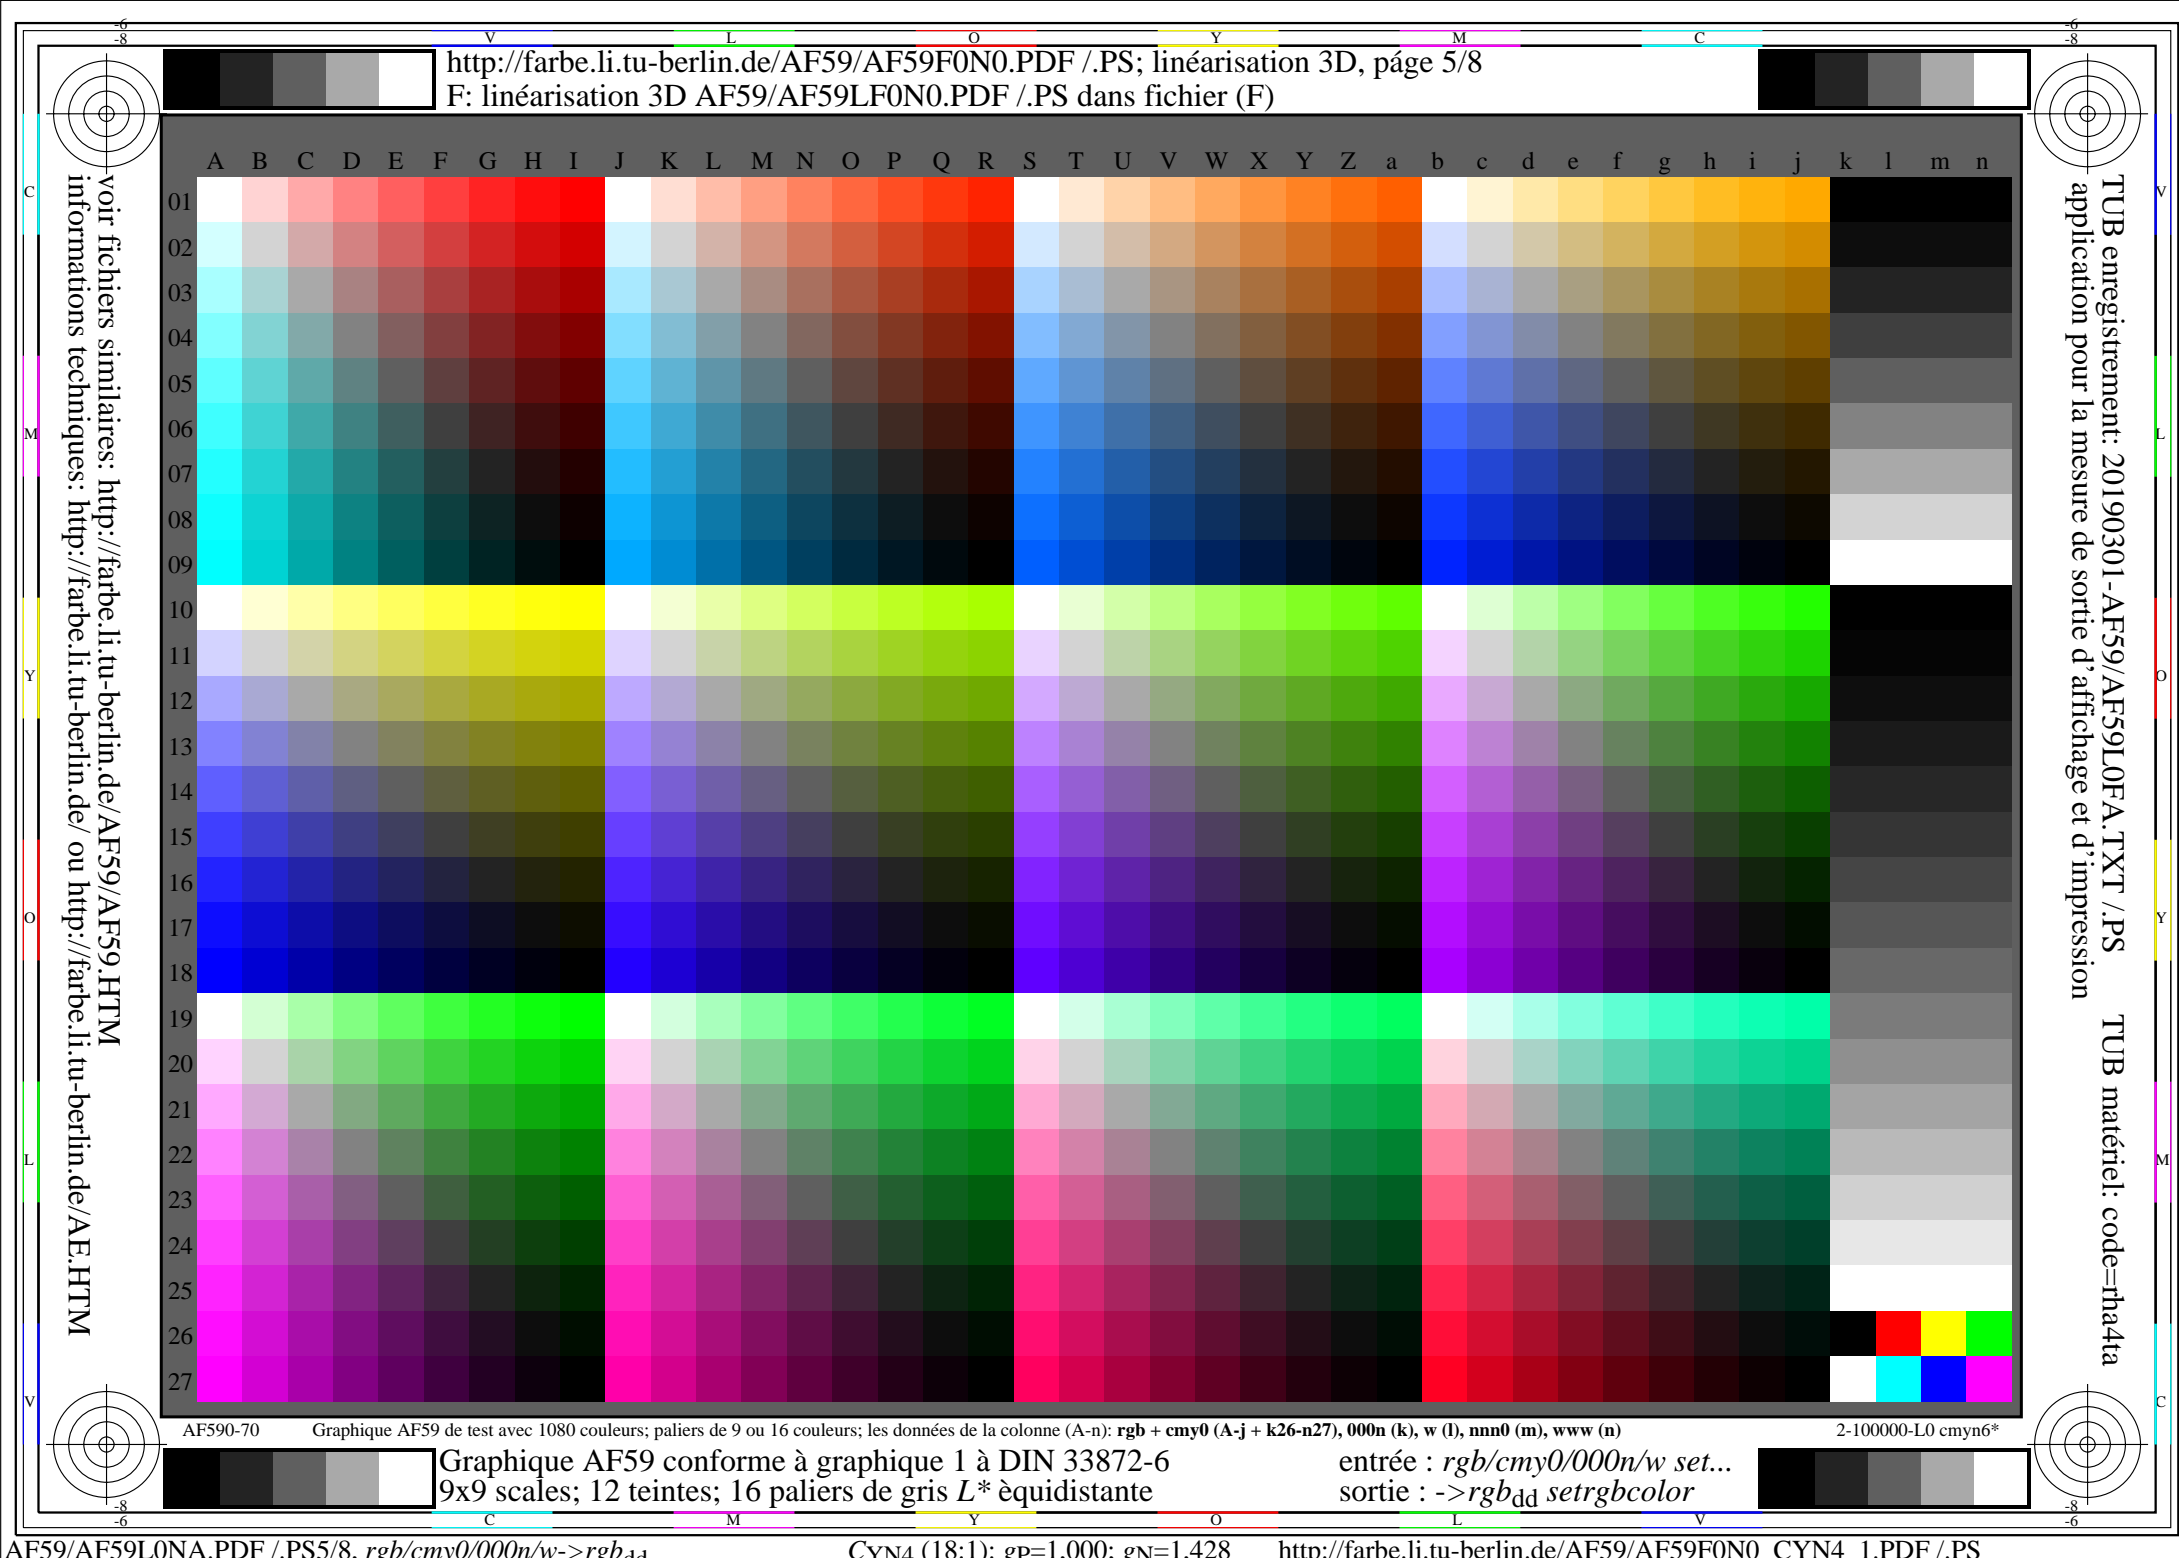 -6
-8
V L O Y M C
-6
-8
http://farbe.li.tu-berlin.de/AF59/AF59F0N0.PDF /.PS; linéarisation 3D, páge 5/8
F: linéarisation 3D AF59/AF59LF0N0.PDF /.PS dans fichier (F)
A B C D E F G H I J K L M N O P Q R S T U V W X Y Z a b c d e f g h i j k l m n
01
02
03
04
05
06
07
08
09
10
11
12
13
14
15
16
17
18
19
20
21
22
23
24
25
26
27
C
M
Y
O
L
V
voir fichiers similaires: http://farbe.li.tu-berlin.de/AF59/AF59.HTM
informations techniques: http://farbe.li.tu-berlin.de/ ou http://farbe.li.tu-berlin.de/AE.HTM
TUB enregistrement: 20190301-AF59/AF59L0FA.TXT /.PS TUB matériel: code=rha4ta
application pour la mesure de sortie d'affichage et d'impression
V
L
O
Y
M
C
AF590-70 Graphique AF59 de test avec 1080 couleurs; paliers de 9 ou 16 couleurs; les données de la colonne (A-n): rgb + cmy0 (A-j + k26-n27), 000n (k), w (l), nnn0 (m), www (n) 2-100000-L0 cmyn6*
Graphique AF59 conforme à graphique 1 à DIN 33872-6 entrée : rgb/cmy0/000n/w set...
9x9 scales; 12 teintes; 16 paliers de gris L* èquidistante sortie : ->rgbdd setrgbcolor
-8
-6
C M Y O L V
-8
-6
AF59/AF59L0NA.PDF /.PS5/8, rgb/cmy0/000n/w->rgbdd CYN4 (18:1): gP=1.000; gN=1.428 http://farbe.li.tu-berlin.de/AF59/AF59F0N0_CYN4_1.PDF /.PS